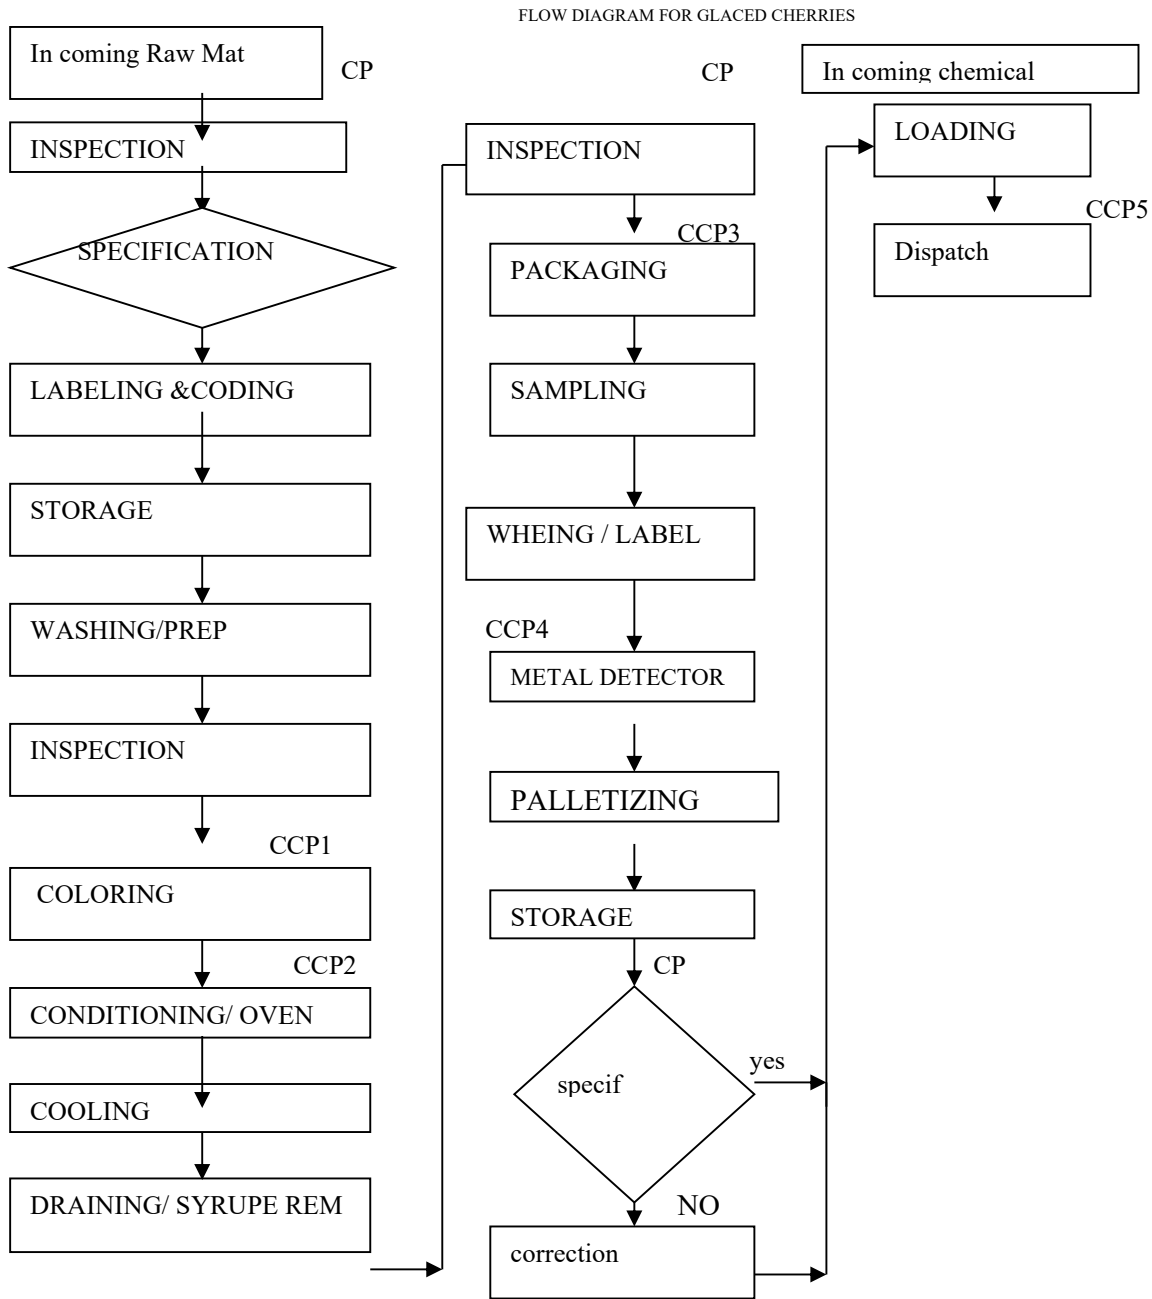 FLOW DIAGRAM FOR GLACED CHERRIES
In coming Raw Mat
CP
INSPECTION
SPECIFICATION
LABELING &CODING
STORAGE
WASHING/PREP
INSPECTION
CCP1
COLORING
CCP2
CONDITIONING/ OVEN
COOLING
DRAINING/ SYRUPE REM
CP
INSPECTION
CCP3
PACKAGING
SAMPLING
WHEING / LABEL
CCP4
METAL DETECTOR
PALLETIZING
STORAGE
CP
specif
yes
NO
correction
In coming chemical
LOADING
CCP5
Dispatch